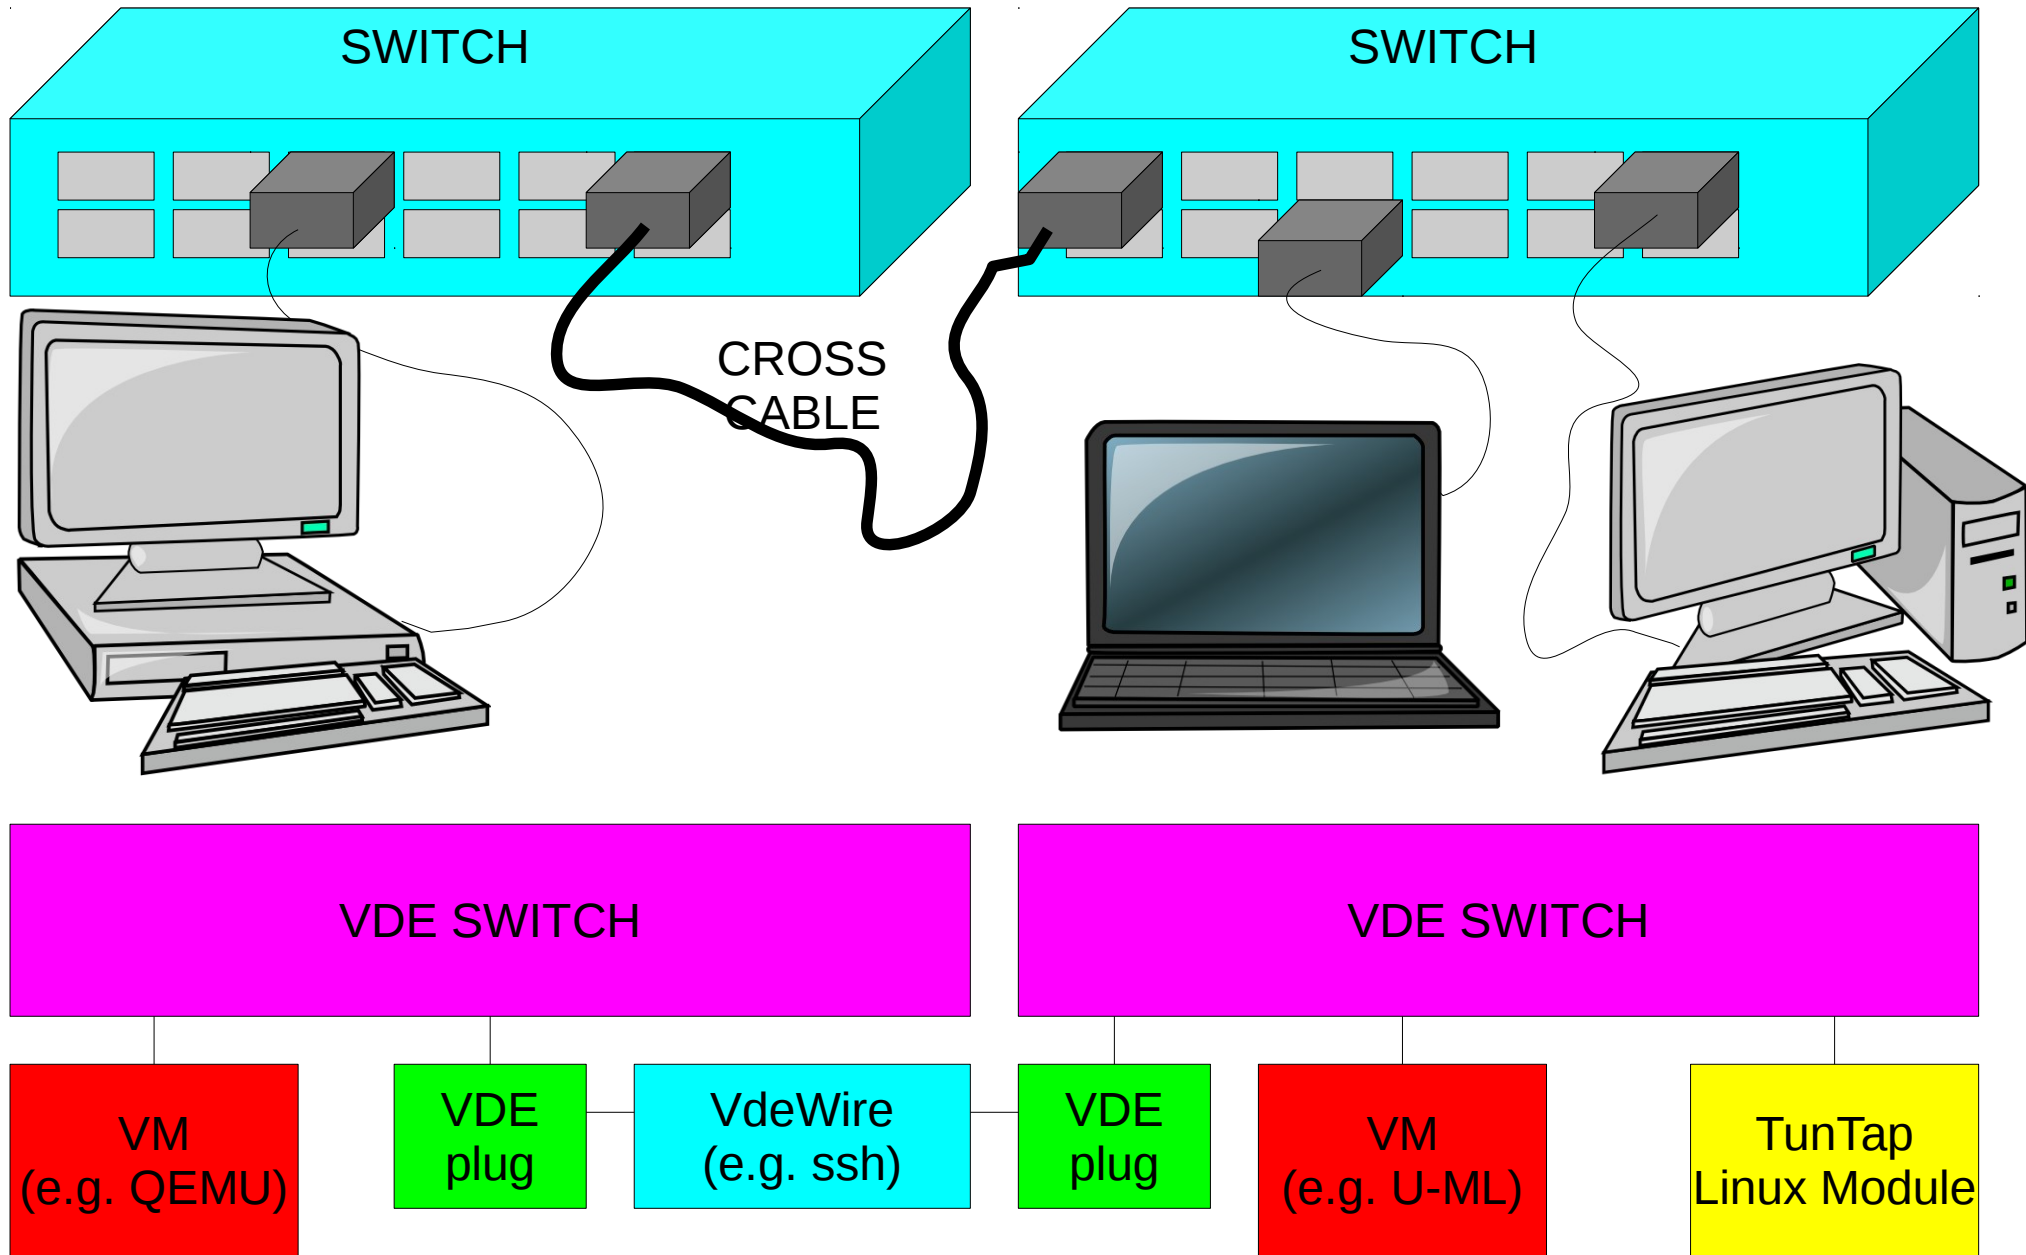 SWITCH
SWITCH
CROSS
CABLE
VDE SWITCH
VDE SWITCH
VM
(e.g. QEMU)
VDE
plug
VdeWire
(e.g. ssh)
VDE
plug
VM
(e.g. U-ML)
TunTap
Linux Module